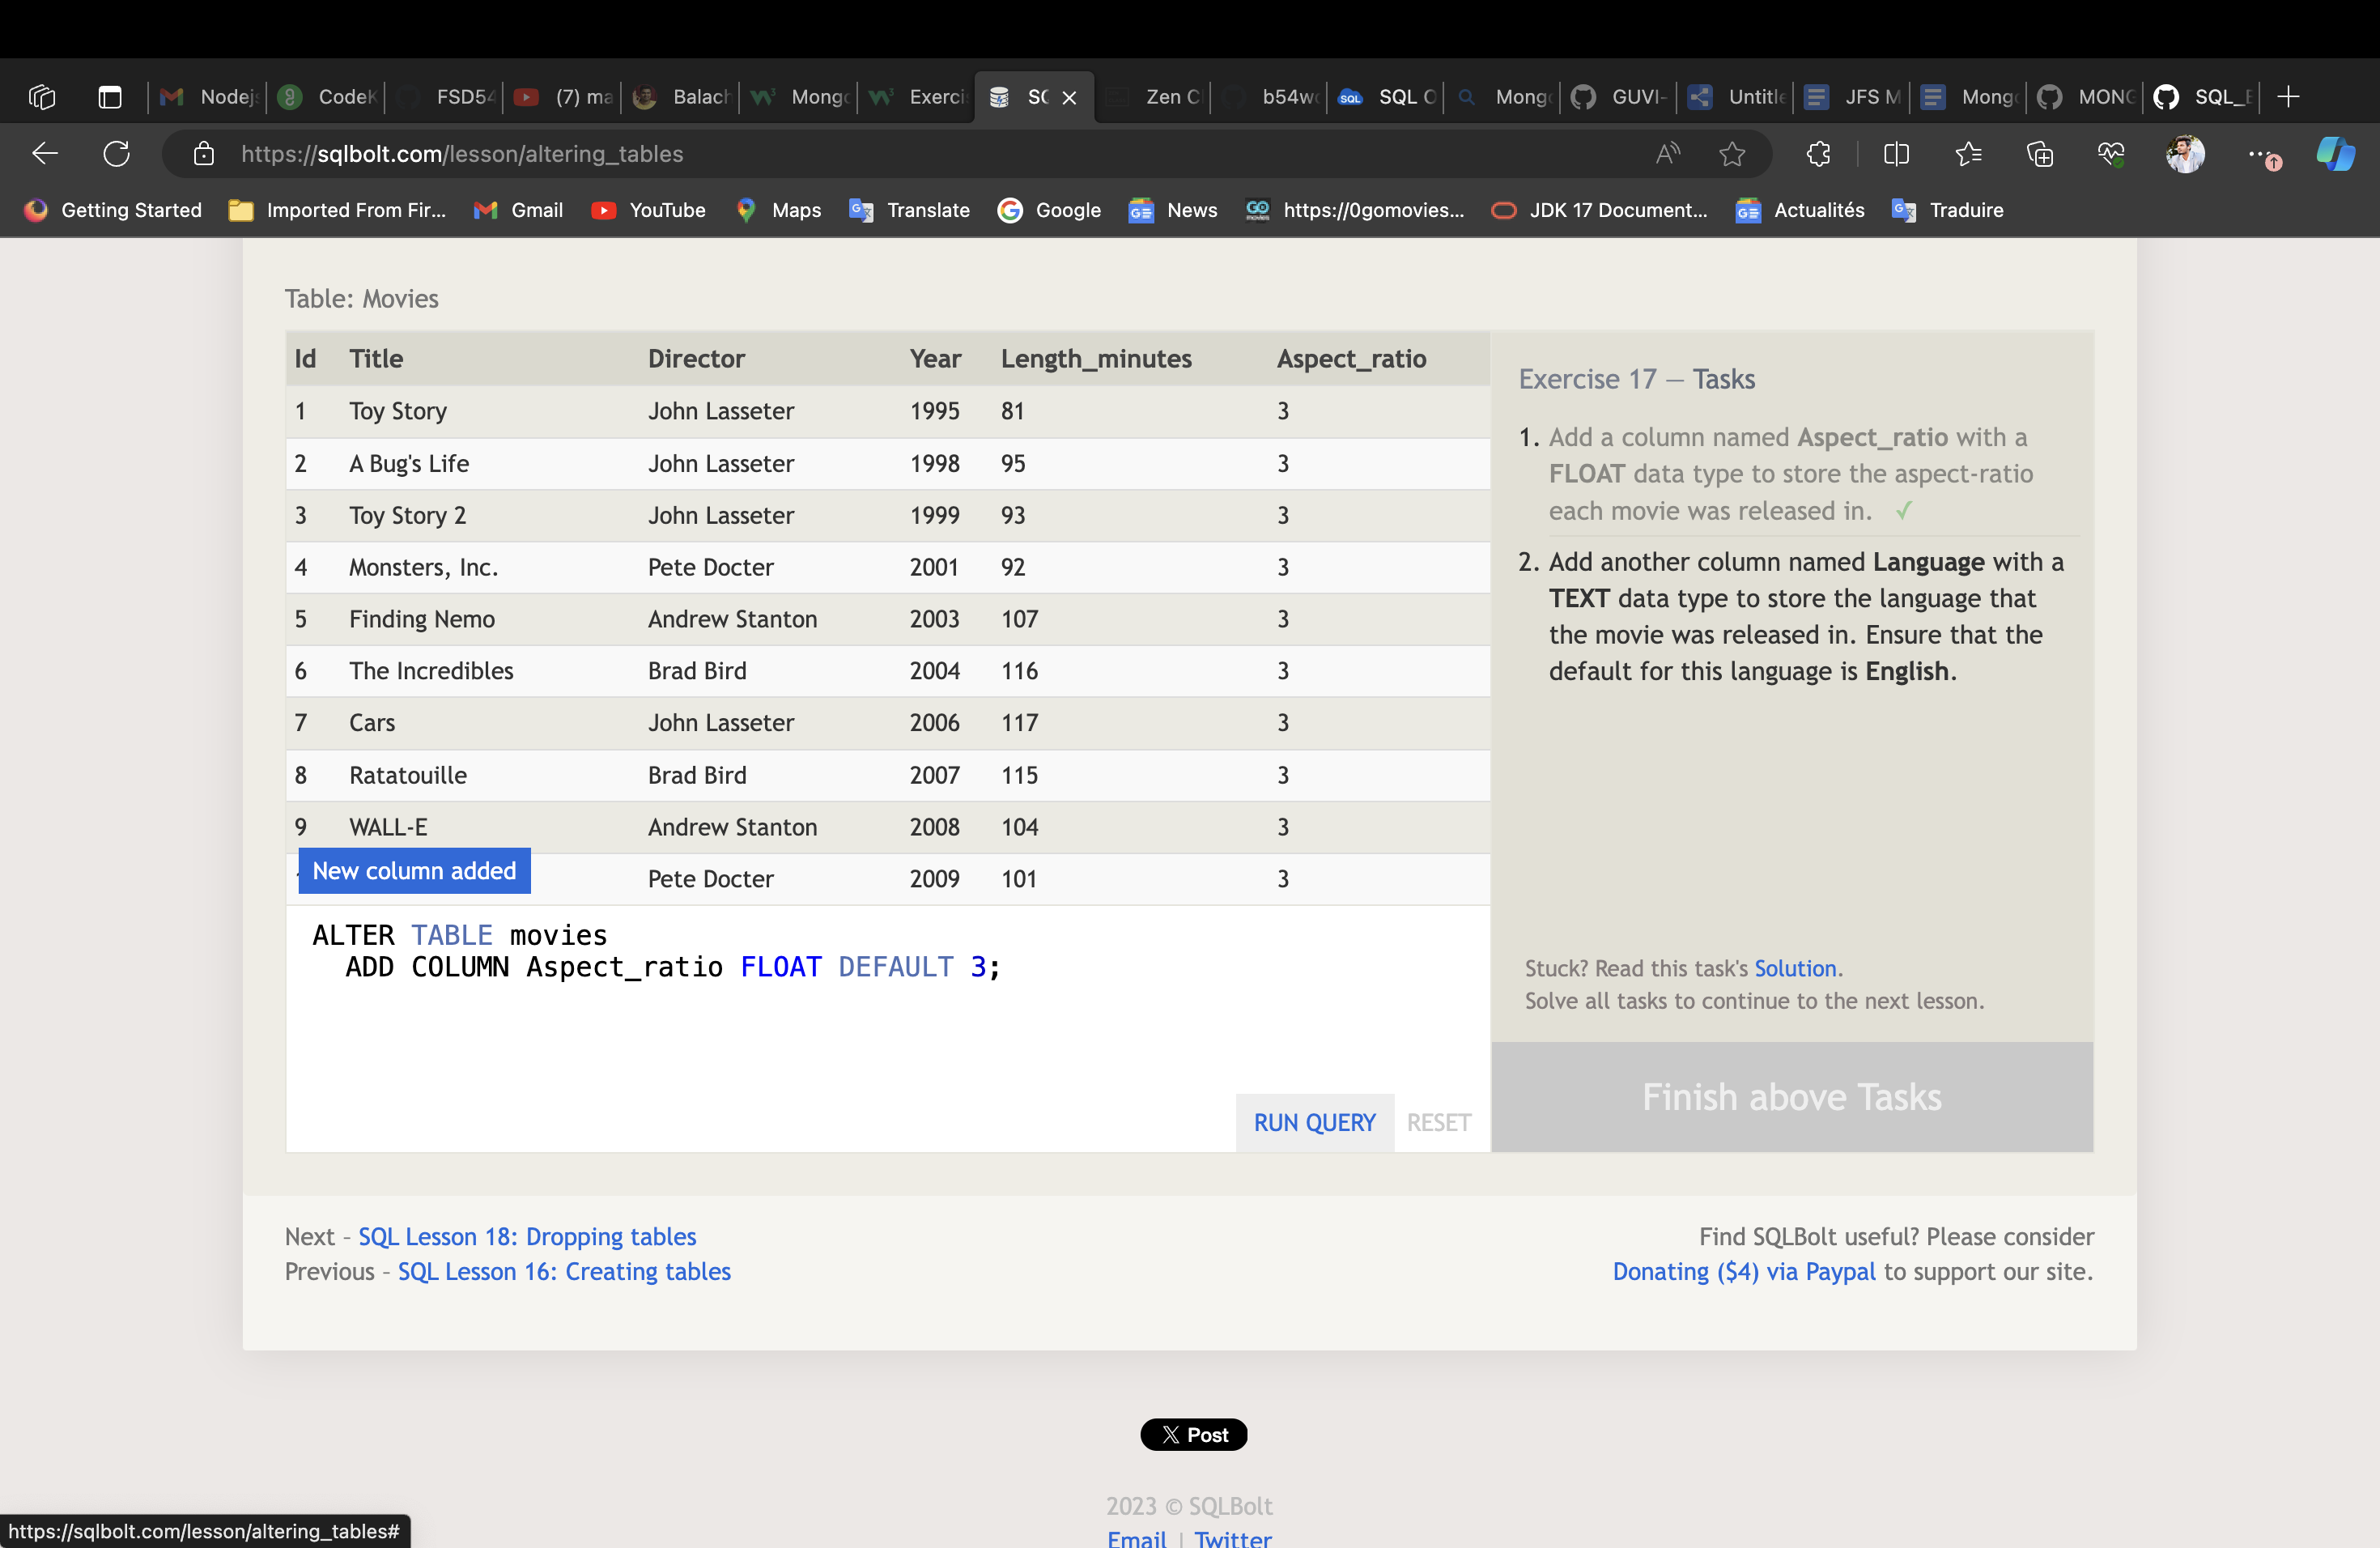 Nodej
CodeK
FSD54
(7) ma
Balach
Mongo
Exerci
SQ
Zen C
b54w
SQL O
Mong
GUVI-
Untitle
JFS M
Mong
MONG
SQL_E
https://sqlbolt.com/lesson/altering_tables
Getting Started
Imported From Fir...
Gmail
YouTube
Maps
Translate
Google
News
https://0gomovies...
JDK 17 Document...
Actualités
Traduire
Table: Movies
Id Title Director Year Length_minutes Aspect_ratio
1 Toy Story John Lasseter 1995 81 3
2 A Bug's Life John Lasseter 1998 95 3
3 Toy Story 2 John Lasseter 1999 93 3
4 Monsters, Inc. Pete Docter 2001 92 3
5 Finding Nemo Andrew Stanton 2003 107 3
6 The Incredibles Brad Bird 2004 116 3
7 Cars John Lasseter 2006 117 3
8 Ratatouille Brad Bird 2007 115 3
9 WALL-E Andrew Stanton 2008 104 3
Pete Docter 2009 101 3
New column added
ALTER TABLE movies
ADD COLUMN Aspect_ratio FLOAT DEFAULT 3;
RUN QUERY RESET
Exercise 17 — Tasks
1. Add a column named Aspect_ratio with a
FLOAT data type to store the aspect-ratio
each movie was released in. ✓
2. Add another column named Language with a
TEXT data type to store the language that
the movie was released in. Ensure that the
default for this language is English.
Stuck? Read this task's Solution.
Solve all tasks to continue to the next lesson.
Finish above Tasks
Next – SQL Lesson 18: Dropping tables
Previous – SQL Lesson 16: Creating tables
Find SQLBolt useful? Please consider
Donating ($4) via Paypal to support our site.
X Post
2023 © SQLBolt
Email | Twitter
https://sqlbolt.com/lesson/altering_tables#